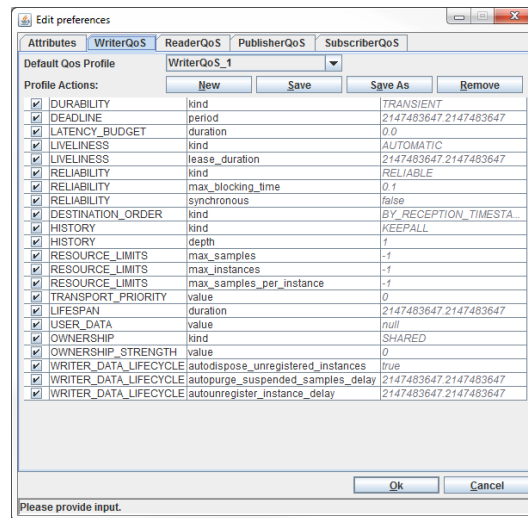 Edit preferences
Attributes WriterQoS ReaderQoS PublisherQoS SubscriberQoS
Default Qos Profile WriterQoS_1
Profile Actions: New Save Save As Remove
DURABILITY kind TRANSIENT
DEADLINE period 2147483647.2147483647
LATENCY_BUDGET duration 0.0
LIVELINESS kind AUTOMATIC
LIVELINESS lease_duration 2147483647.2147483647
RELIABILITY kind RELIABLE
RELIABILITY max_blocking_time 0.1
RELIABILITY synchronous false
DESTINATION_ORDER kind BY_RECEPTION_TIMESTA...
HISTORY kind KEEPALL
HISTORY depth 1
RESOURCE_LIMITS max_samples -1
RESOURCE_LIMITS max_instances -1
RESOURCE_LIMITS max_samples_per_instance -1
TRANSPORT_PRIORITY value 0
LIFESPAN duration 2147483647.2147483647
USER_DATA value null
OWNERSHIP kind SHARED
OWNERSHIP_STRENGTH value 0
WRITER_DATA_LIFECYCLE autodispose_unregistered_instances true
WRITER_DATA_LIFECYCLE autopurge_suspended_samples_delay 2147483647.2147483647
WRITER_DATA_LIFECYCLE autounregister_instance_delay 2147483647.2147483647
Ok Cancel
Please provide input.